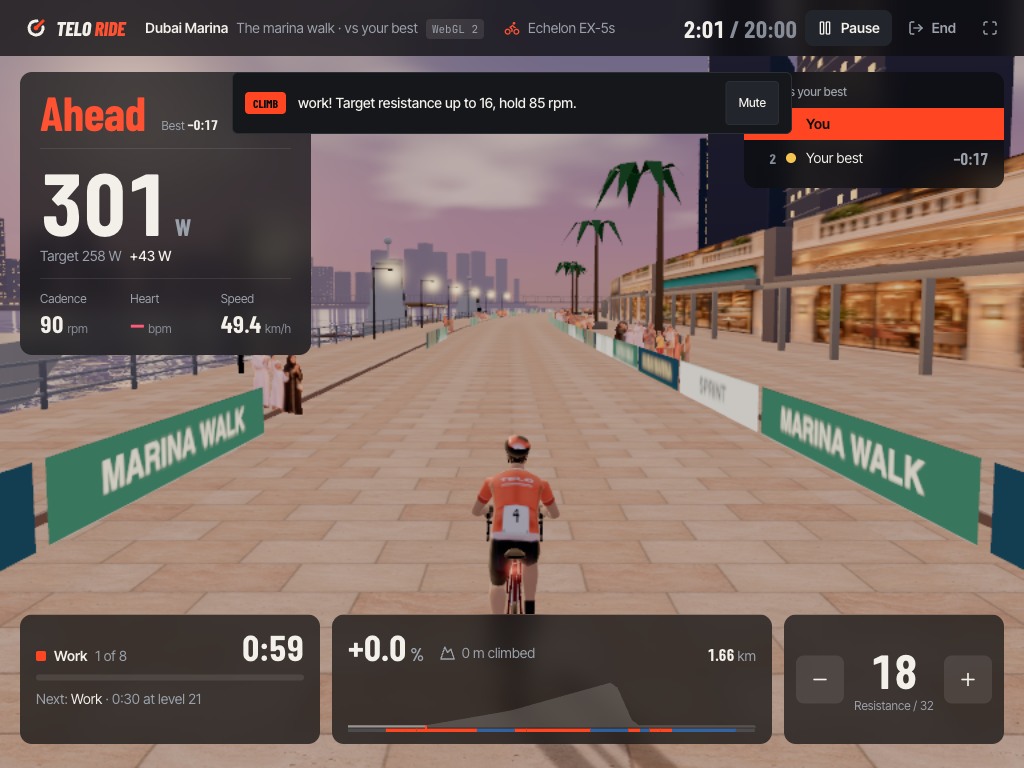 TELO RIDE Dubai Marina The marina walk · vs your best WebGL 2 Echelon EX-5s 2:01 / 20:00 Pause End
Ahead Best −0:17
CLIMB work! Target resistance up to 16, hold 85 rpm. Mute
s your best
You
2 Your best −0:17
301 W
Target 258 W +43 W
Cadence Heart Speed
90 rpm — bpm 49.4 km/h
SPRINT
MARINA WALK
MARINA WALK
TELO
4
Work 1 of 8 0:59
Next: Work · 0:30 at level 21
+0.0 % 0 m climbed 1.66 km
− 18 +
Resistance / 32